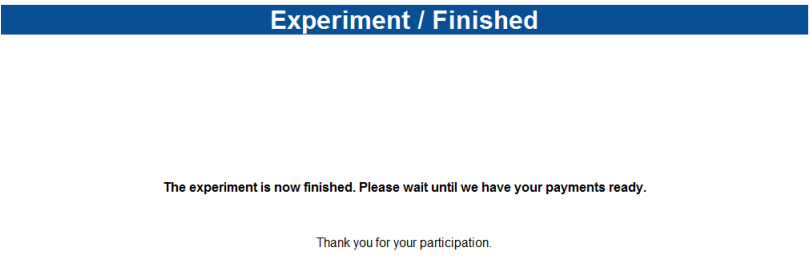 Experiment / Finished
The experiment is now finished. Please wait until we have your payments ready.
Thank you for your participation.